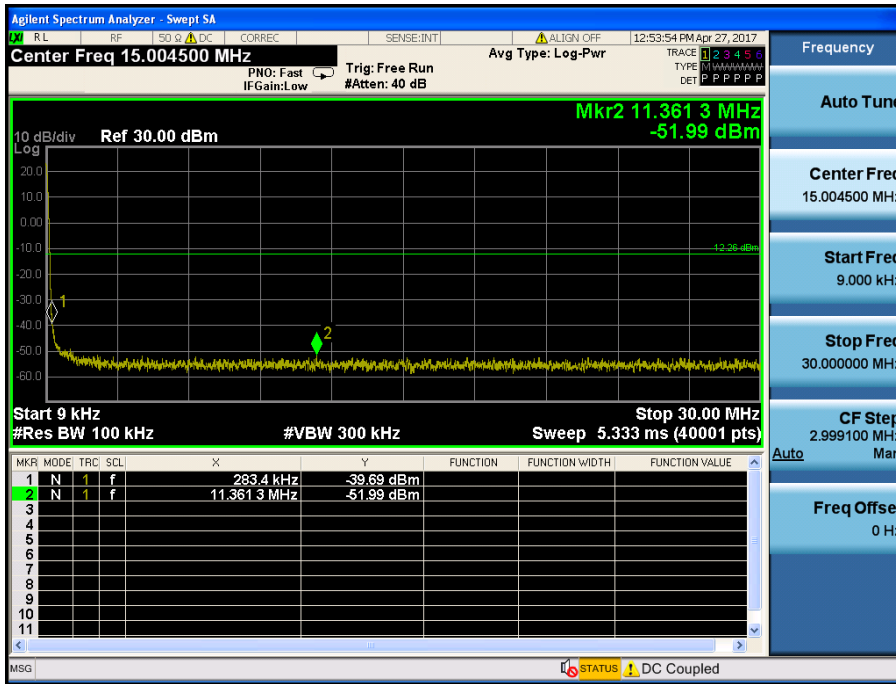 Agilent Spectrum Analyzer - Swept SA
LXI RL RF 50 Ω DC CORREC SENSE:INT ALIGN OFF 12:53:54 PM Apr 27, 2017
Center Freq 15.004500 MHz
PNO: Fast
IFGain:Low
Trig: Free Run
#Atten: 40 dB
Avg Type: Log-Pwr
TRACE 1 2 3 4 5 6
TYPE M W W W W W
DET P P P P P P
Mkr2 11.361 3 MHz
-51.99 dBm
10 dB/div Ref 30.00 dBm
Log
20.0
10.0
0.00
-10.0
-12.26 dBm
-20.0
-30.0
1
-40.0
2
-50.0
-60.0
Start 9 kHz Stop 30.00 MHz
#Res BW 100 kHz #VBW 300 kHz Sweep 5.333 ms (40001 pts)
MKR MODE TRC SCL X Y FUNCTION FUNCTION WIDTH FUNCTION VALUE
1 N 1 f 283.4 kHz -39.69 dBm
2 N 1 f 11.361 3 MHz -51.99 dBm
3
4
5
6
7
8
9
10
11
MSG STATUS DC Coupled
Frequency
Auto Tune
Center Freq
15.004500 MHz
Start Freq
9.000 kHz
Stop Freq
30.000000 MHz
CF Step
2.999100 MHz
Auto Man
Freq Offset
0 Hz